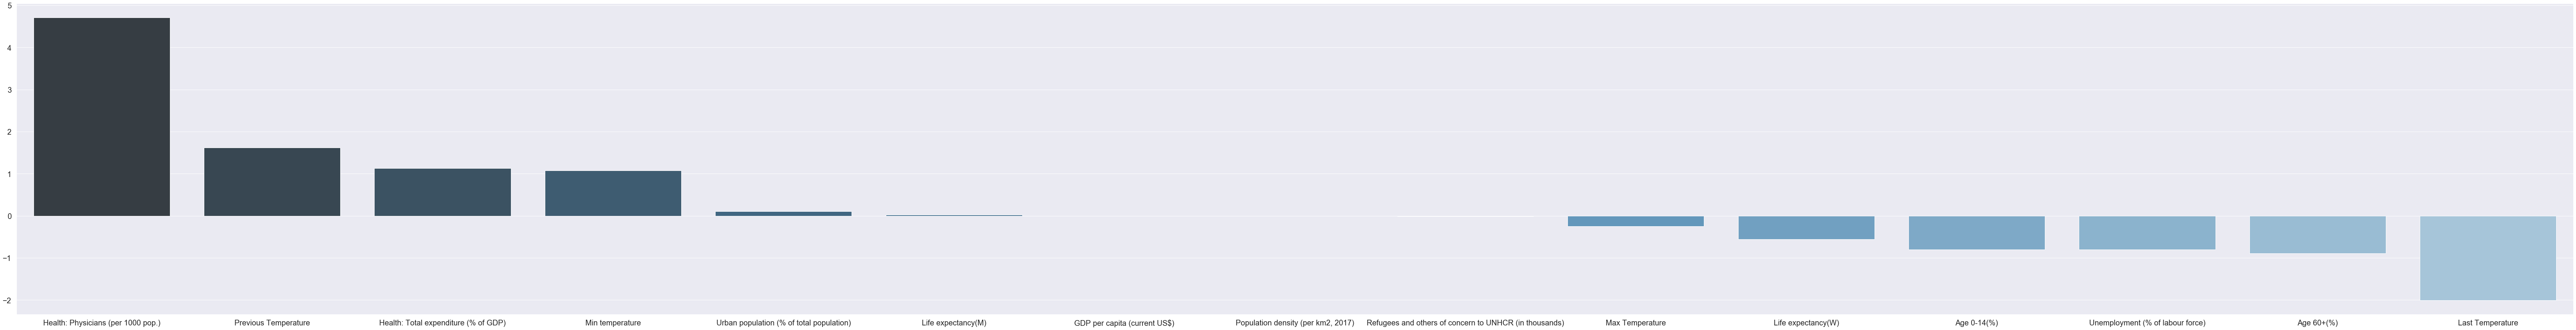 5
4
3
2
1
0
−1
−2
Health: Physicians (per 1000 pop.)
Previous Temperature
Health: Total expenditure (% of GDP)
Min temperature
Urban population (% of total population)
Life expectancy(M)
GDP per capita (current US$)
Population density (per km2, 2017)
Refugees and others of concern to UNHCR (in thousands)
Max Temperature
Life expectancy(W)
Age 0-14(%)
Unemployment (% of labour force)
Age 60+(%)
Last Temperature